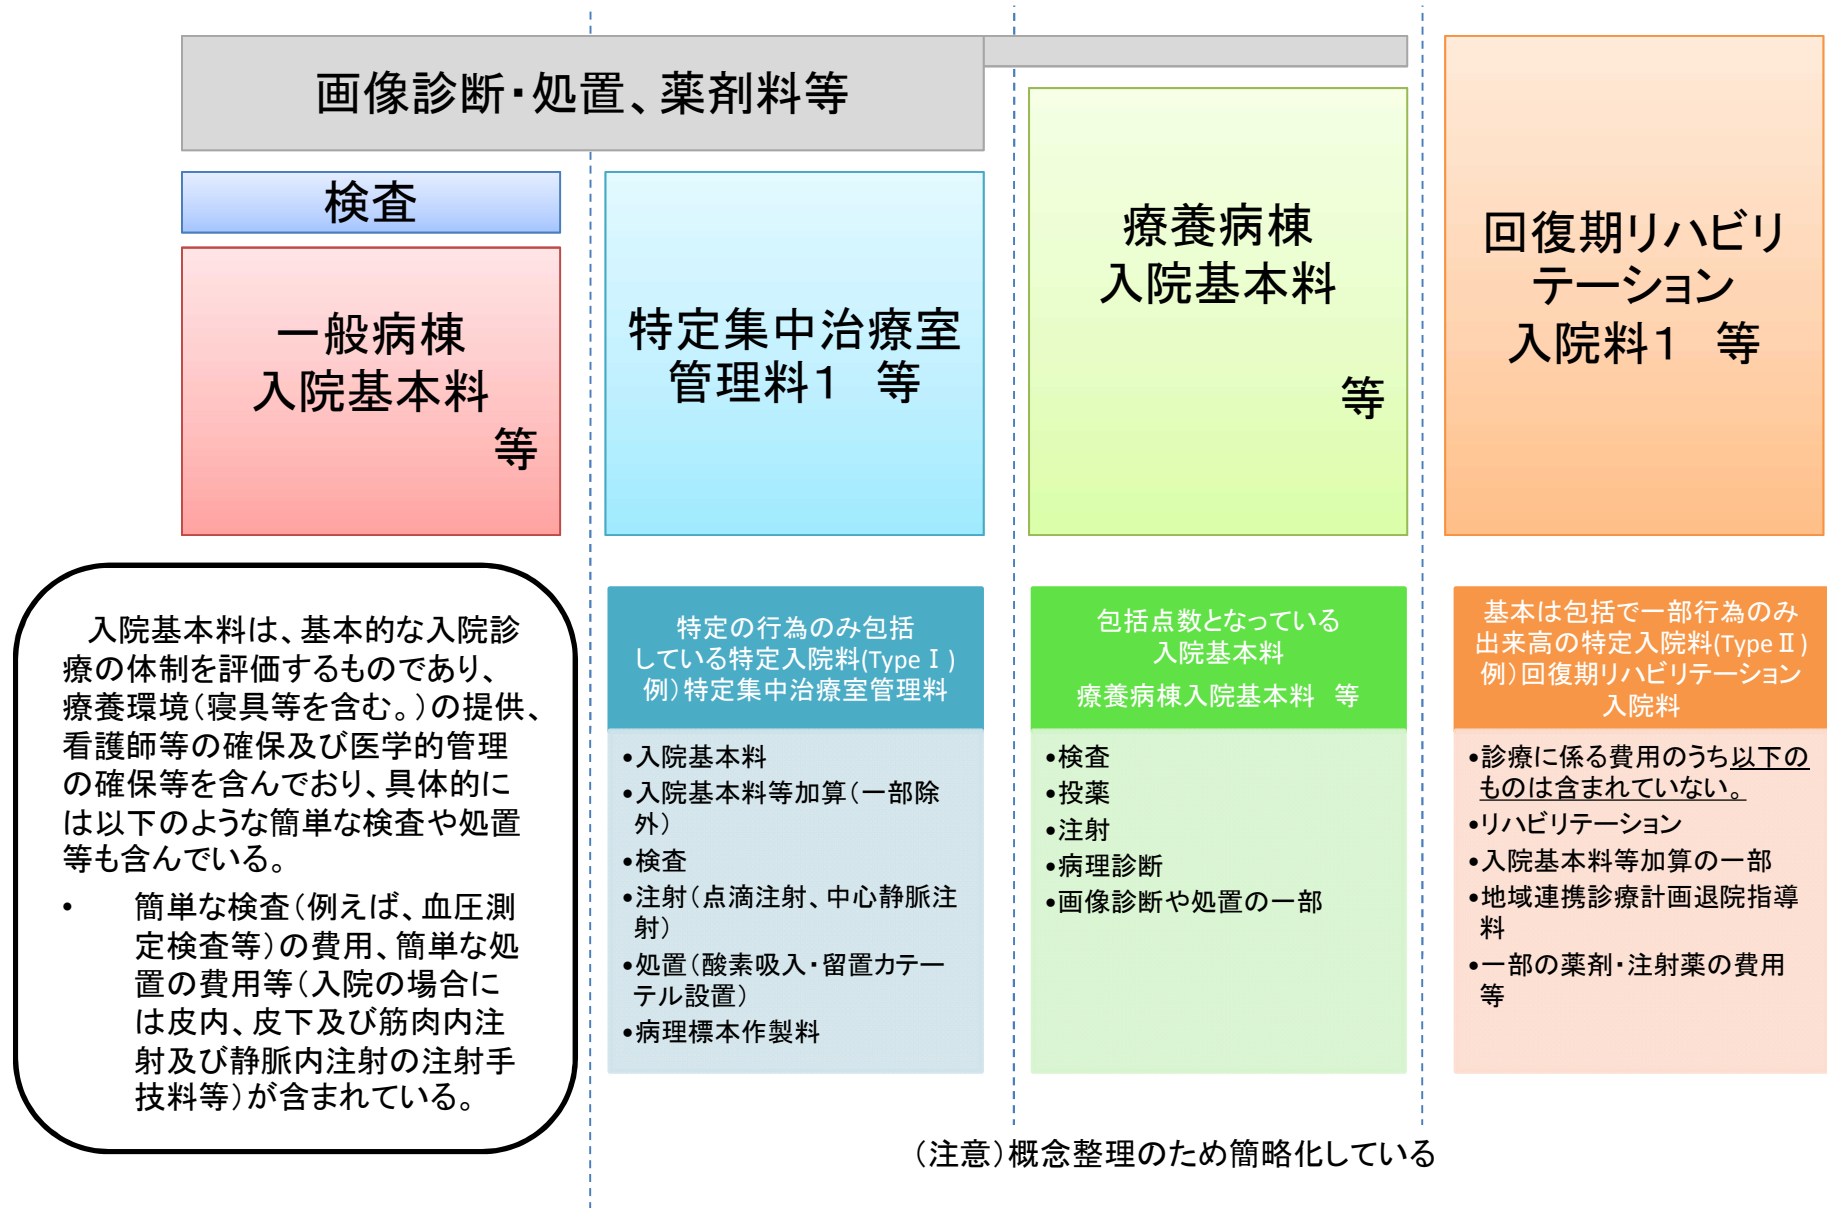 画像診断・処置、薬剤料等
検査
一般病棟
入院基本料
等
特定集中治療室
管理料１　等
療養病棟
入院基本料
等
回復期リハビリ
テーション
入院料１　等
入院基本料は、基本的な入院診
療の体制を評価するものであり、
療養環境（寝具等を含む。）の提供、
看護師等の確保及び医学的管理
の確保等を含んでおり、具体的に
は以下のような簡単な検査や処置
等も含んでいる。
•　簡単な検査（例えば、血圧測
定検査等）の費用、簡単な処
置の費用等（入院の場合に
は皮内、皮下及び筋肉内注
射及び静脈内注射の注射手
技料等）が含まれている。
特定の行為のみ包括
している特定入院料(TypeⅠ)
例）特定集中治療室管理料
•入院基本料
•入院基本料等加算（一部除
外）
•検査
•注射（点滴注射、中心静脈注
射）
•処置（酸素吸入・留置カテー
テル設置）
•病理標本作製料
包括点数となっている
入院基本料
療養病棟入院基本料　等
•検査
•投薬
•注射
•病理診断
•画像診断や処置の一部
基本は包括で一部行為のみ
出来高の特定入院料(TypeⅡ)
例）回復期リハビリテーション
入院料
•診療に係る費用のうち以下の
ものは含まれていない。
•リハビリテーション
•入院基本料等加算の一部
•地域連携診療計画退院指導
料
•一部の薬剤・注射薬の費用
等
（注意）概念整理のため簡略化している